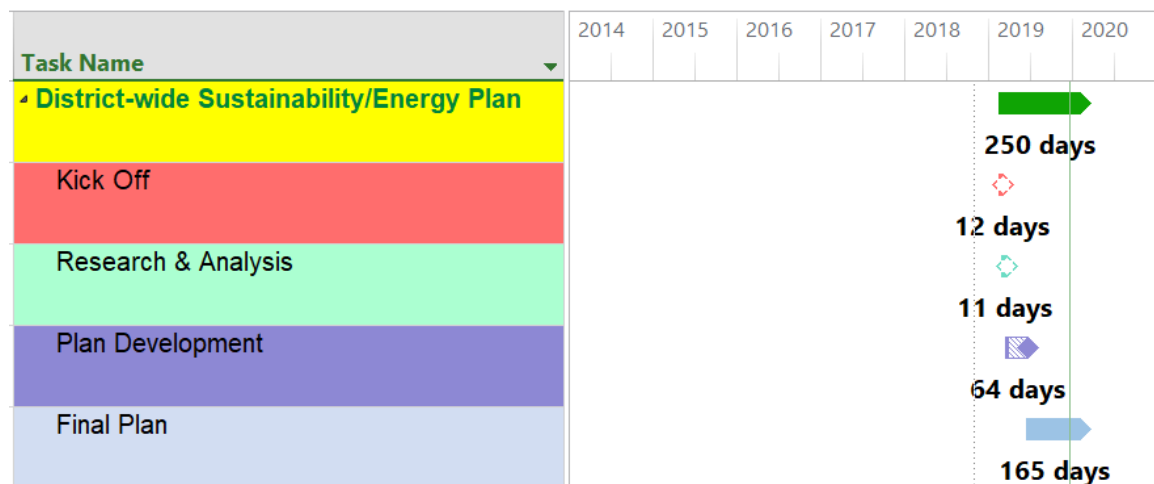 2014 2015 2016 2017 2018 2019 2020
Task Name
District-wide Sustainability/Energy Plan
250 days
Kick Off
12 days
Research & Analysis
11 days
Plan Development
64 days
Final Plan
165 days